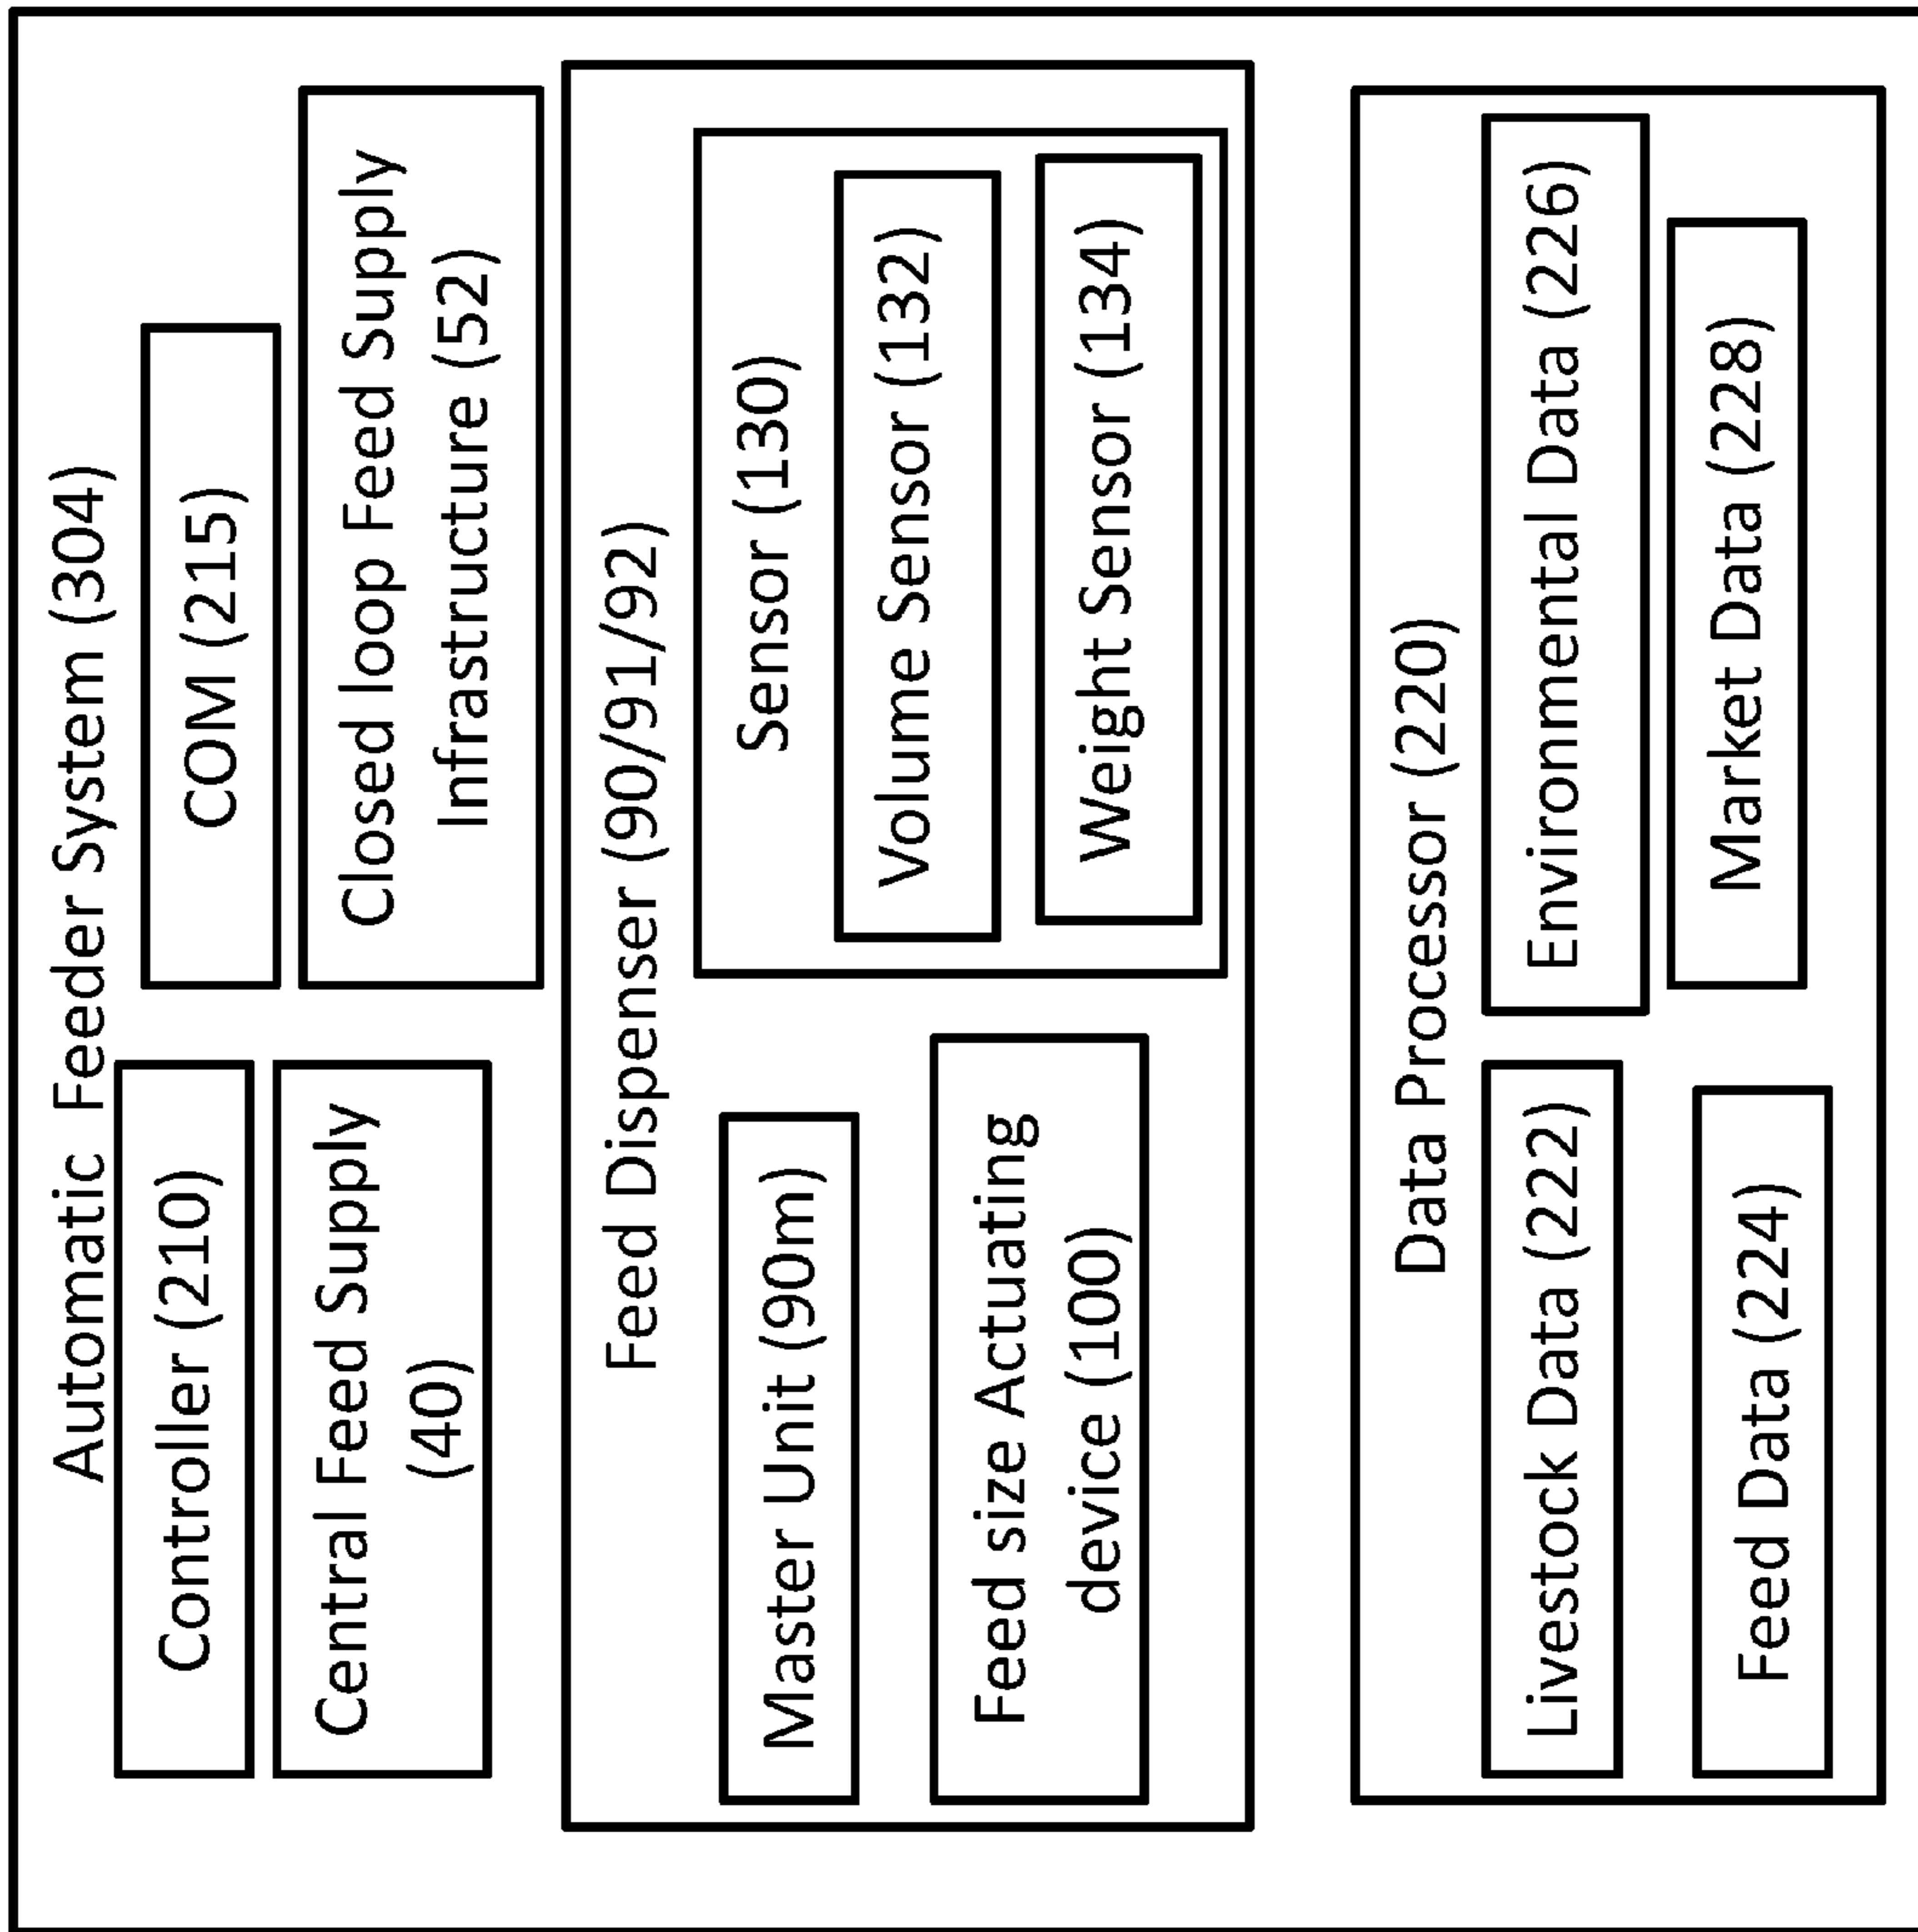 Automatic Feeder System (304)
Controller (210)
COM (215)
Central Feed Supply
(40)
Closed loop Feed Supply
Infrastructure (52)
Feed Dispenser (90/91/92)
Master Unit (90m)
Feed size Actuating
device (100)
Sensor (130)
Volume Sensor (132)
Weight Sensor (134)
Data Processor (220)
Livestock Data (222)
Environmental Data (226)
Feed Data (224)
Market Data (228)